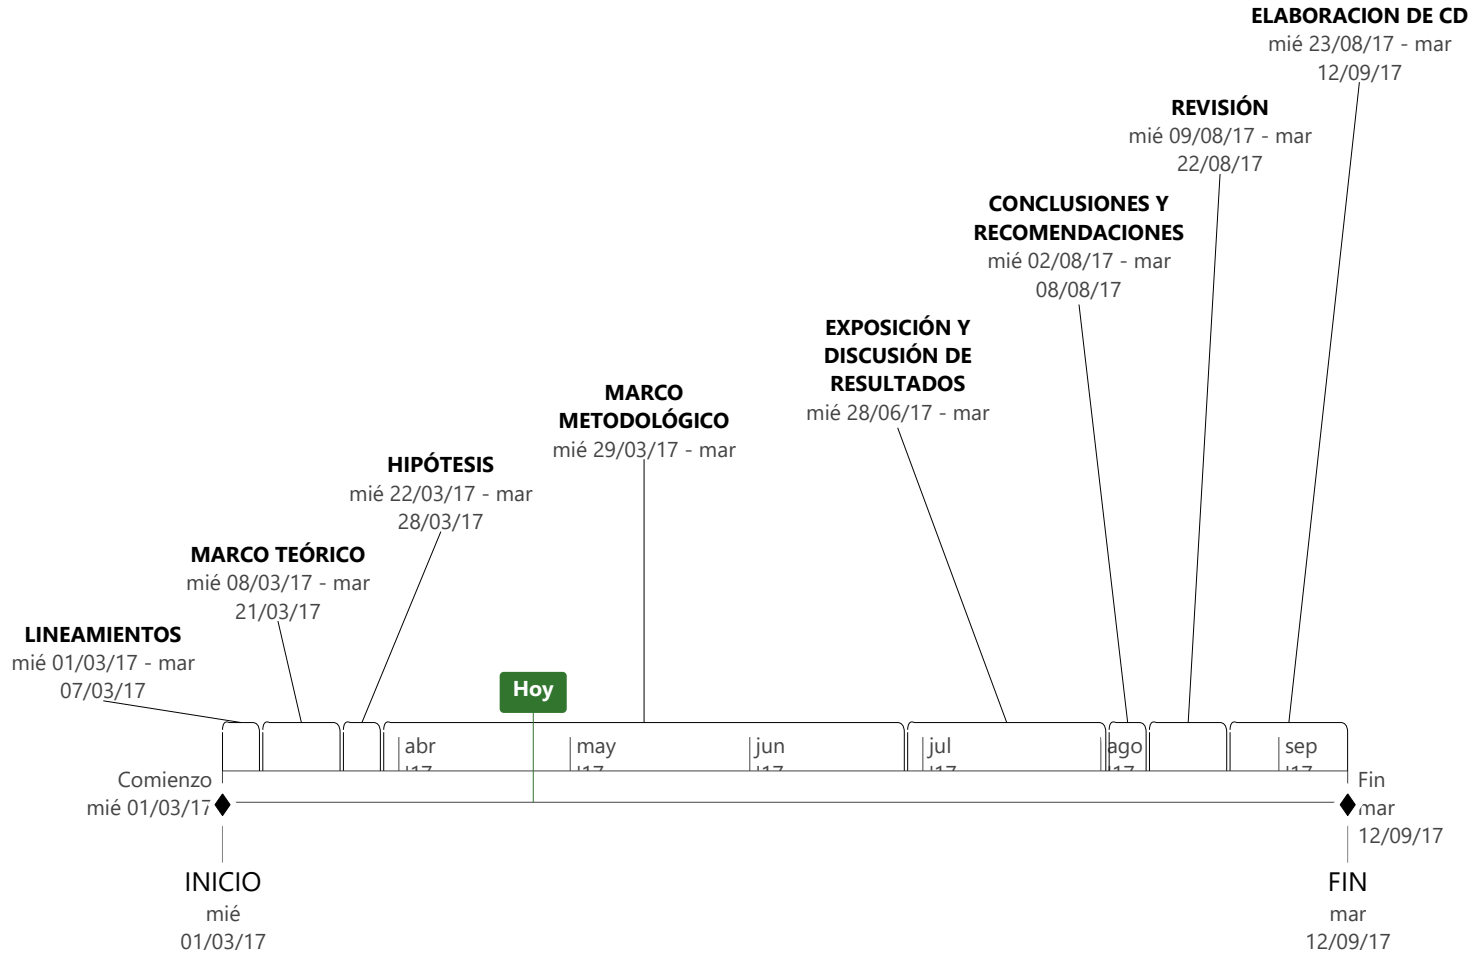 ELABORACION DE CD
mié 23/08/17 - mar
12/09/17
REVISIÓN
mié 09/08/17 - mar
22/08/17
CONCLUSIONES Y
RECOMENDACIONES
mié 02/08/17 - mar
08/08/17
EXPOSICIÓN Y
DISCUSIÓN DE
RESULTADOS
mié 28/06/17 - mar
MARCO
METODOLÓGICO
mié 29/03/17 - mar
HIPÓTESIS
mié 22/03/17 - mar
28/03/17
MARCO TEÓRICO
mié 08/03/17 - mar
21/03/17
LINEAMIENTOS
mié 01/03/17 - mar
07/03/17
Hoy
abr
may
jun
jul
ago
sep
Comienzo
mié 01/03/17
Fin
mar
12/09/17
INICIO
mié
01/03/17
FIN
mar
12/09/17